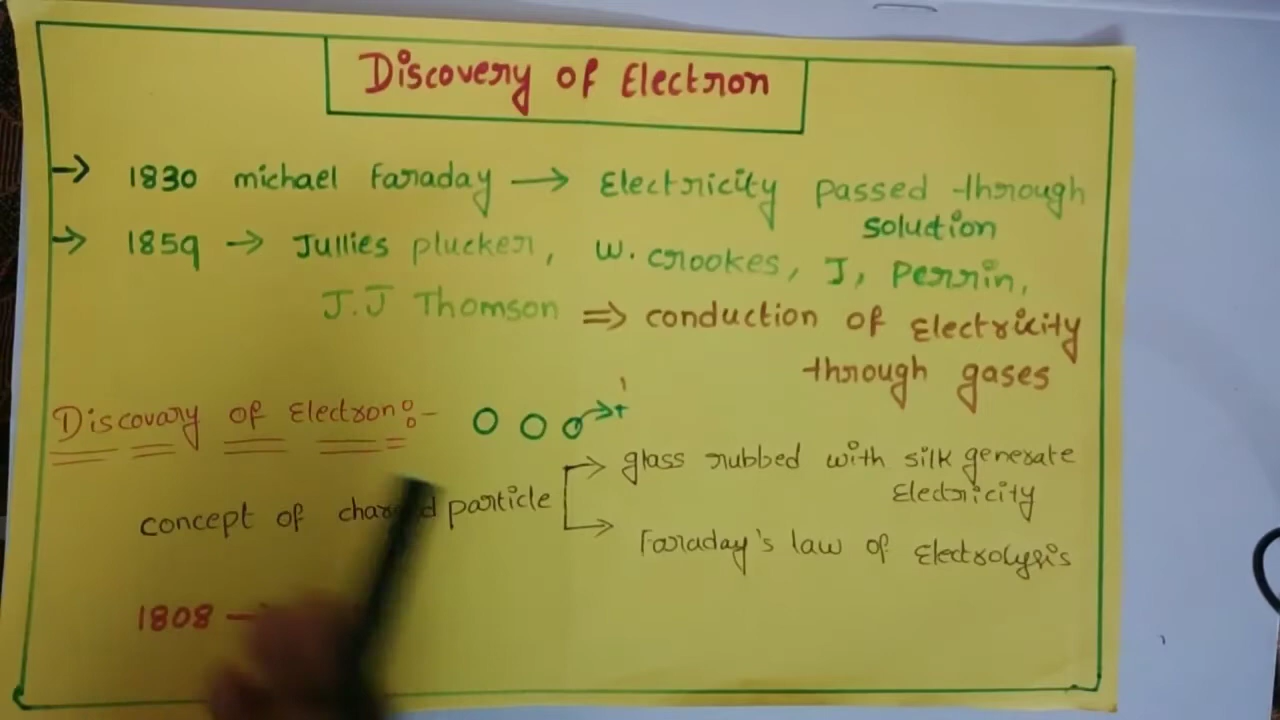 Discovery of Electron
→ 1830 michael Faraday → Electricity passed through
solution
→ 1859 → Jullies plucker, W. crookes, J, perrin,
J.J Thomson ⇒ conduction of Electricity
through gases
Discovary of Electron:-
+
glass rubbed with silk generate
Electricity
concept of particle
Faraday's law of Electrolysis
1808 →